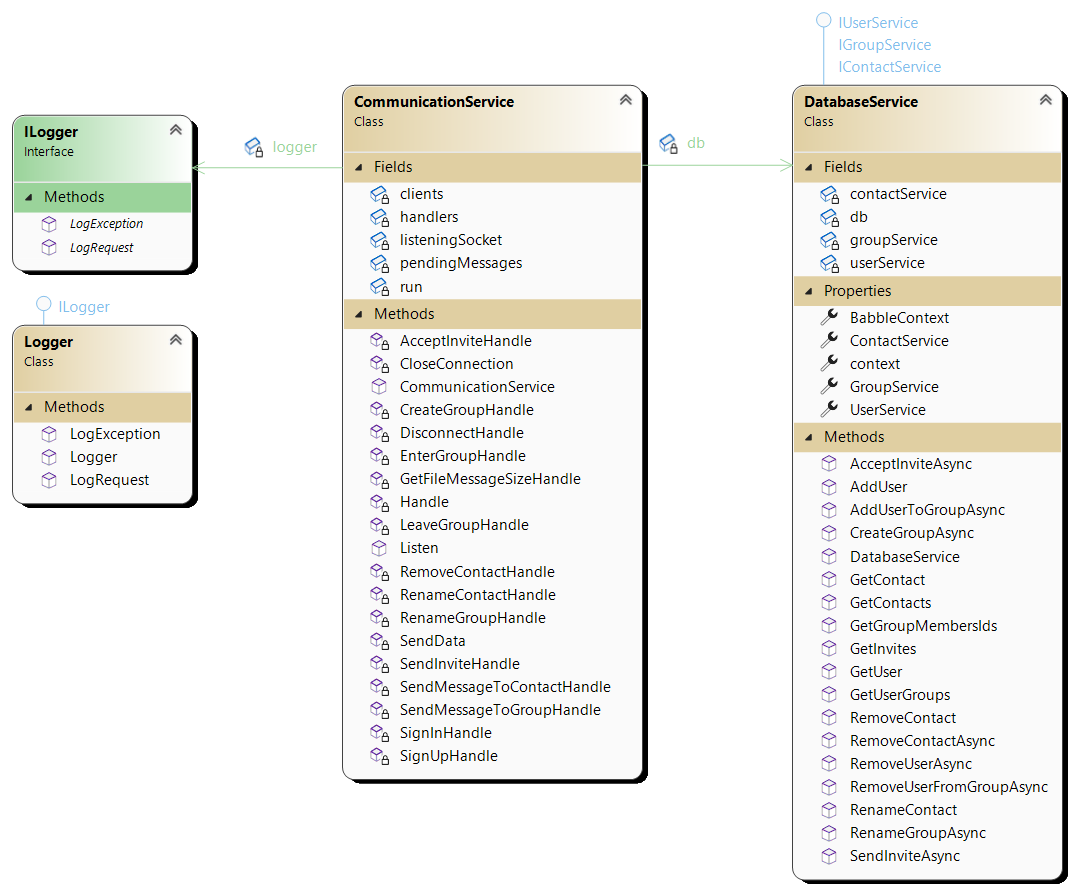 ILogger
Interface
Methods
LogException
LogRequest
ILogger
Logger
Class
Methods
LogException
Logger
LogRequest
logger
CommunicationService
Class
Fields
clients
handlers
listeningSocket
pendingMessages
run
Methods
AcceptInviteHandle
CloseConnection
CommunicationService
CreateGroupHandle
DisconnectHandle
EnterGroupHandle
GetFileMessageSizeHandle
Handle
LeaveGroupHandle
Listen
RemoveContactHandle
RenameContactHandle
RenameGroupHandle
SendData
SendInviteHandle
SendMessageToContactHandle
SendMessageToGroupHandle
SignInHandle
SignUpHandle
db
IUserService
IGroupService
IContactService
DatabaseService
Class
Fields
contactService
db
groupService
userService
Properties
BabbleContext
ContactService
context
GroupService
UserService
Methods
AcceptInviteAsync
AddUser
AddUserToGroupAsync
CreateGroupAsync
DatabaseService
GetContact
GetContacts
GetGroupMembersIds
GetInvites
GetUser
GetUserGroups
RemoveContact
RemoveContactAsync
RemoveUserAsync
RemoveUserFromGroupAsync
RenameContact
RenameGroupAsync
SendInviteAsync